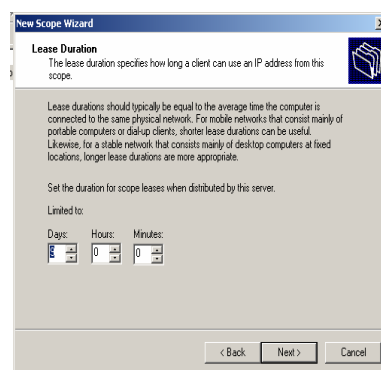 New Scope Wizard
Lease Duration
The lease duration specifies how long a client can use an IP address from this
scope.
Lease durations should typically be equal to the average time the computer is
connected to the same physical network. For mobile networks that consist mainly of
portable computers or dial-up clients, shorter lease durations can be useful.
Likewise, for a stable network that consists mainly of desktop computers at fixed
locations, longer lease durations are more appropriate.
Set the duration for scope leases when distributed by this server.
Limited to:
Days: Hours: Minutes:
0 0
< Back Next > Cancel